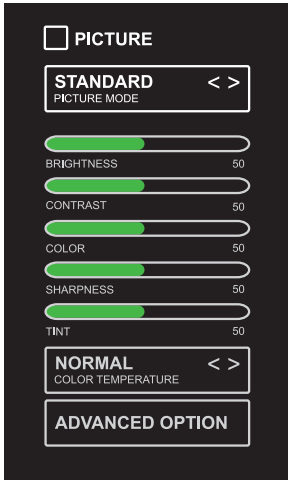 PICTURE
STANDARD < >
PICTURE MODE
BRIGHTNESS 50
CONTRAST 50
COLOR 50
SHARPNESS 50
TINT 50
NORMAL < >
COLOR TEMPERATURE
ADVANCED OPTION